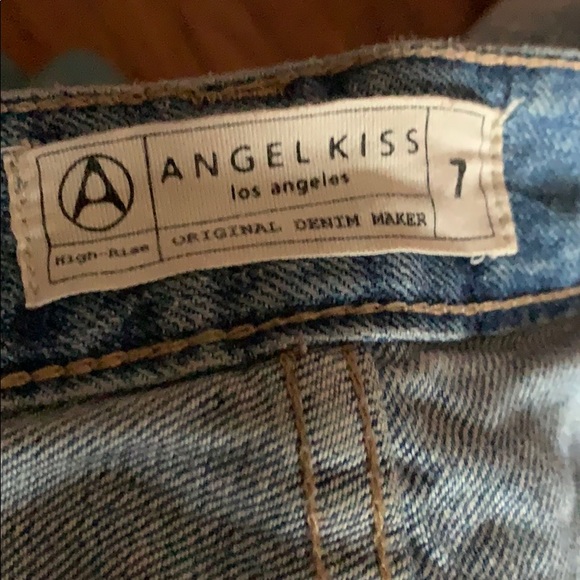 A
ANGEL KISS
los angeles
7
High-Rise
ORIGINAL DENIM MAKER